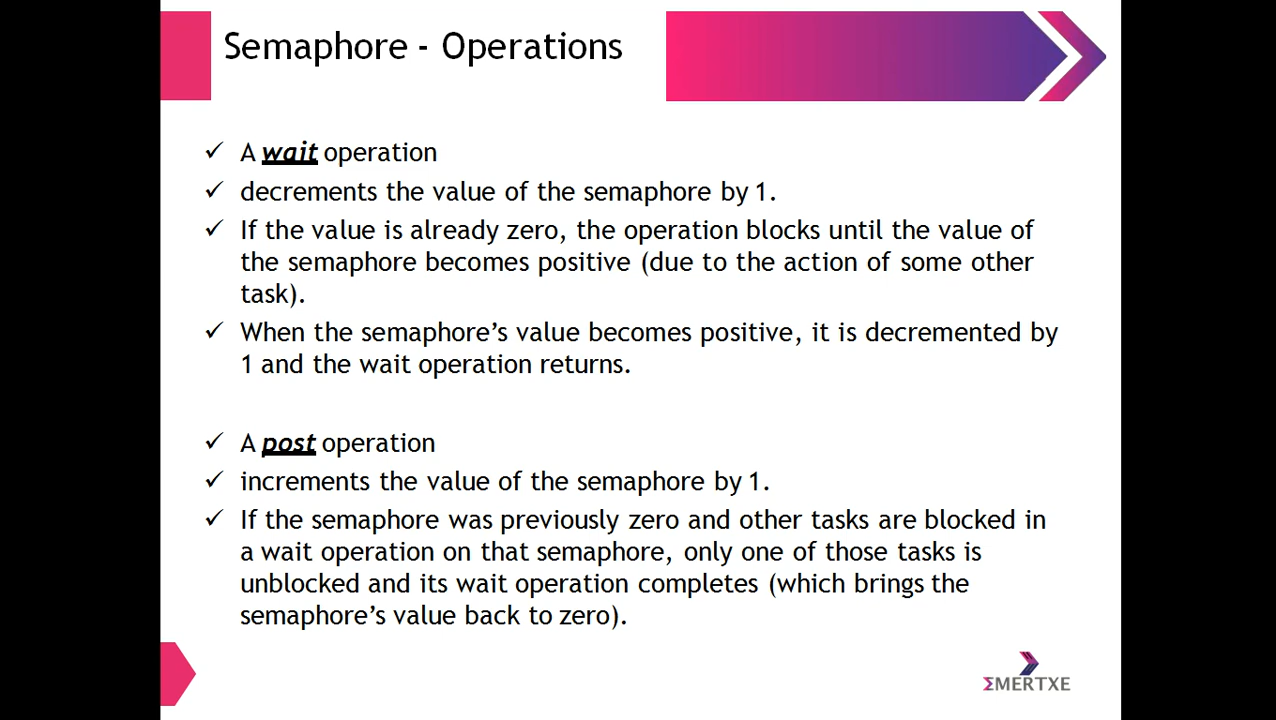 Semaphore - Operations
✓ A wait operation
✓ decrements the value of the semaphore by 1.
✓ If the value is already zero, the operation blocks until the value of
the semaphore becomes positive (due to the action of some other
task).
✓ When the semaphore’s value becomes positive, it is decremented by
1 and the wait operation returns.
✓ A post operation
✓ increments the value of the semaphore by 1.
✓ If the semaphore was previously zero and other tasks are blocked in
a wait operation on that semaphore, only one of those tasks is
unblocked and its wait operation completes (which brings the
semaphore’s value back to zero).
ΣMERTXE